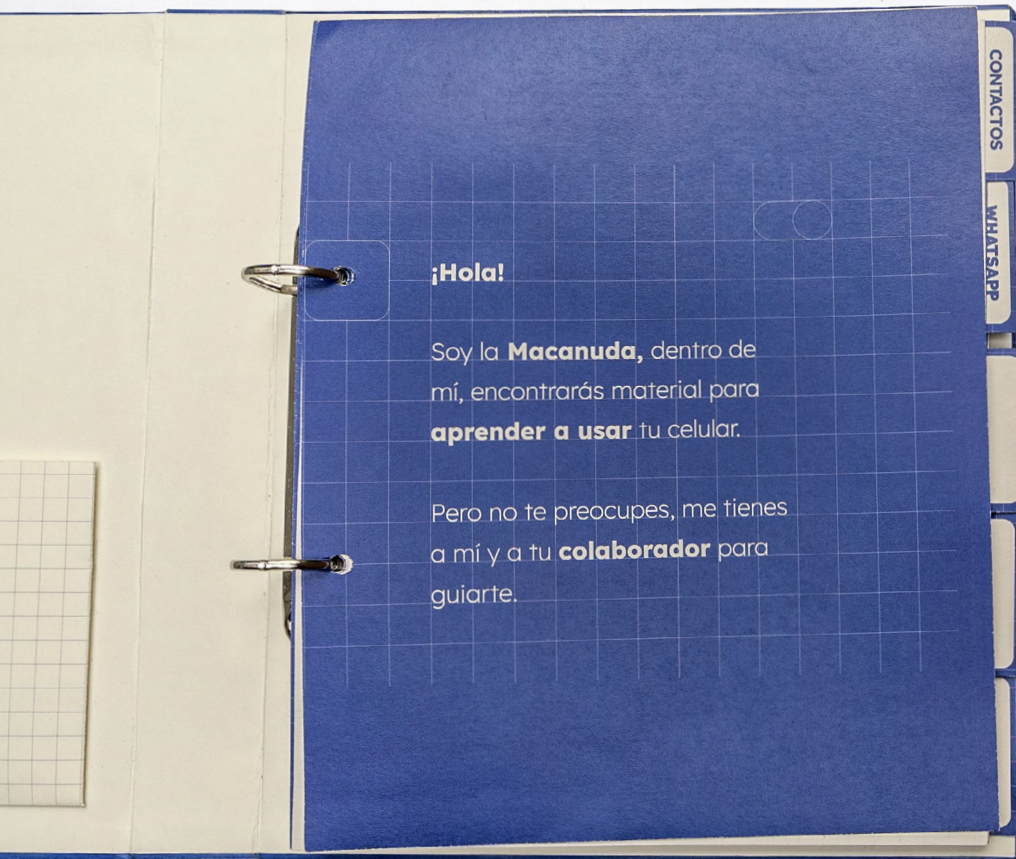 ¡Hola!
Soy la Macanuda, dentro de
mí, encontrarás material para
aprender a usar tu celular.
Pero no te preocupes, me tienes
a mí y a tu colaborador para
guiarte.
CONTACTOS
WHATSAPP